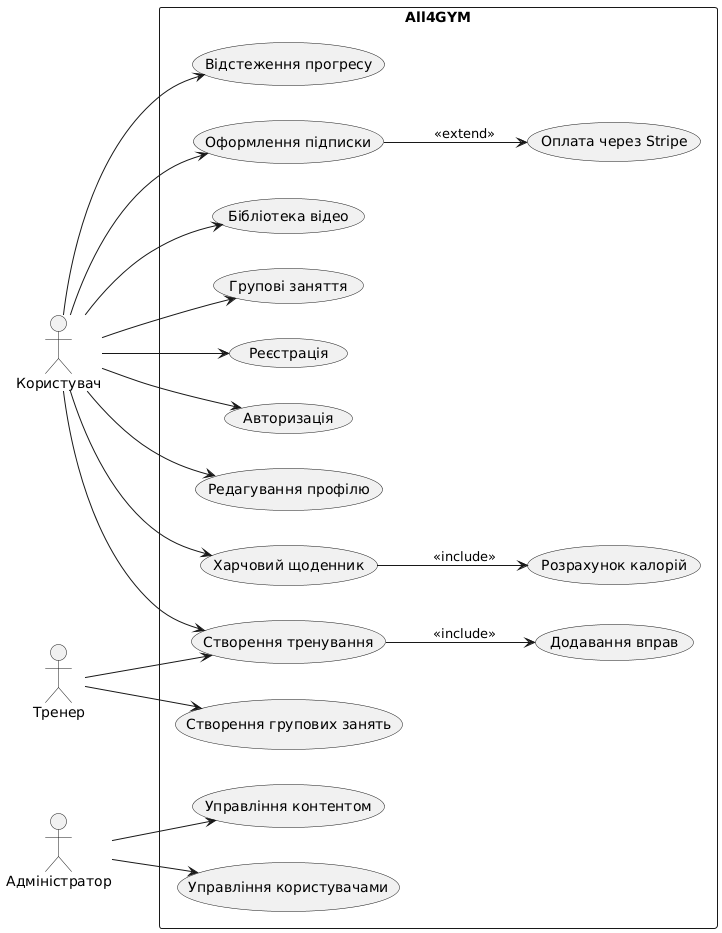 All4GYM
Відстеження прогресу
Оформлення підписки
«extend»
Оплата через Stripe
Бібліотека відео
Групові заняття
Реєстрація
Користувач
Авторизація
Редагування профілю
Харчовий щоденник
«include»
Розрахунок калорій
Створення тренування
«include»
Додавання вправ
Тренер
Створення групових занять
Управління контентом
Адміністратор
Управління користувачами